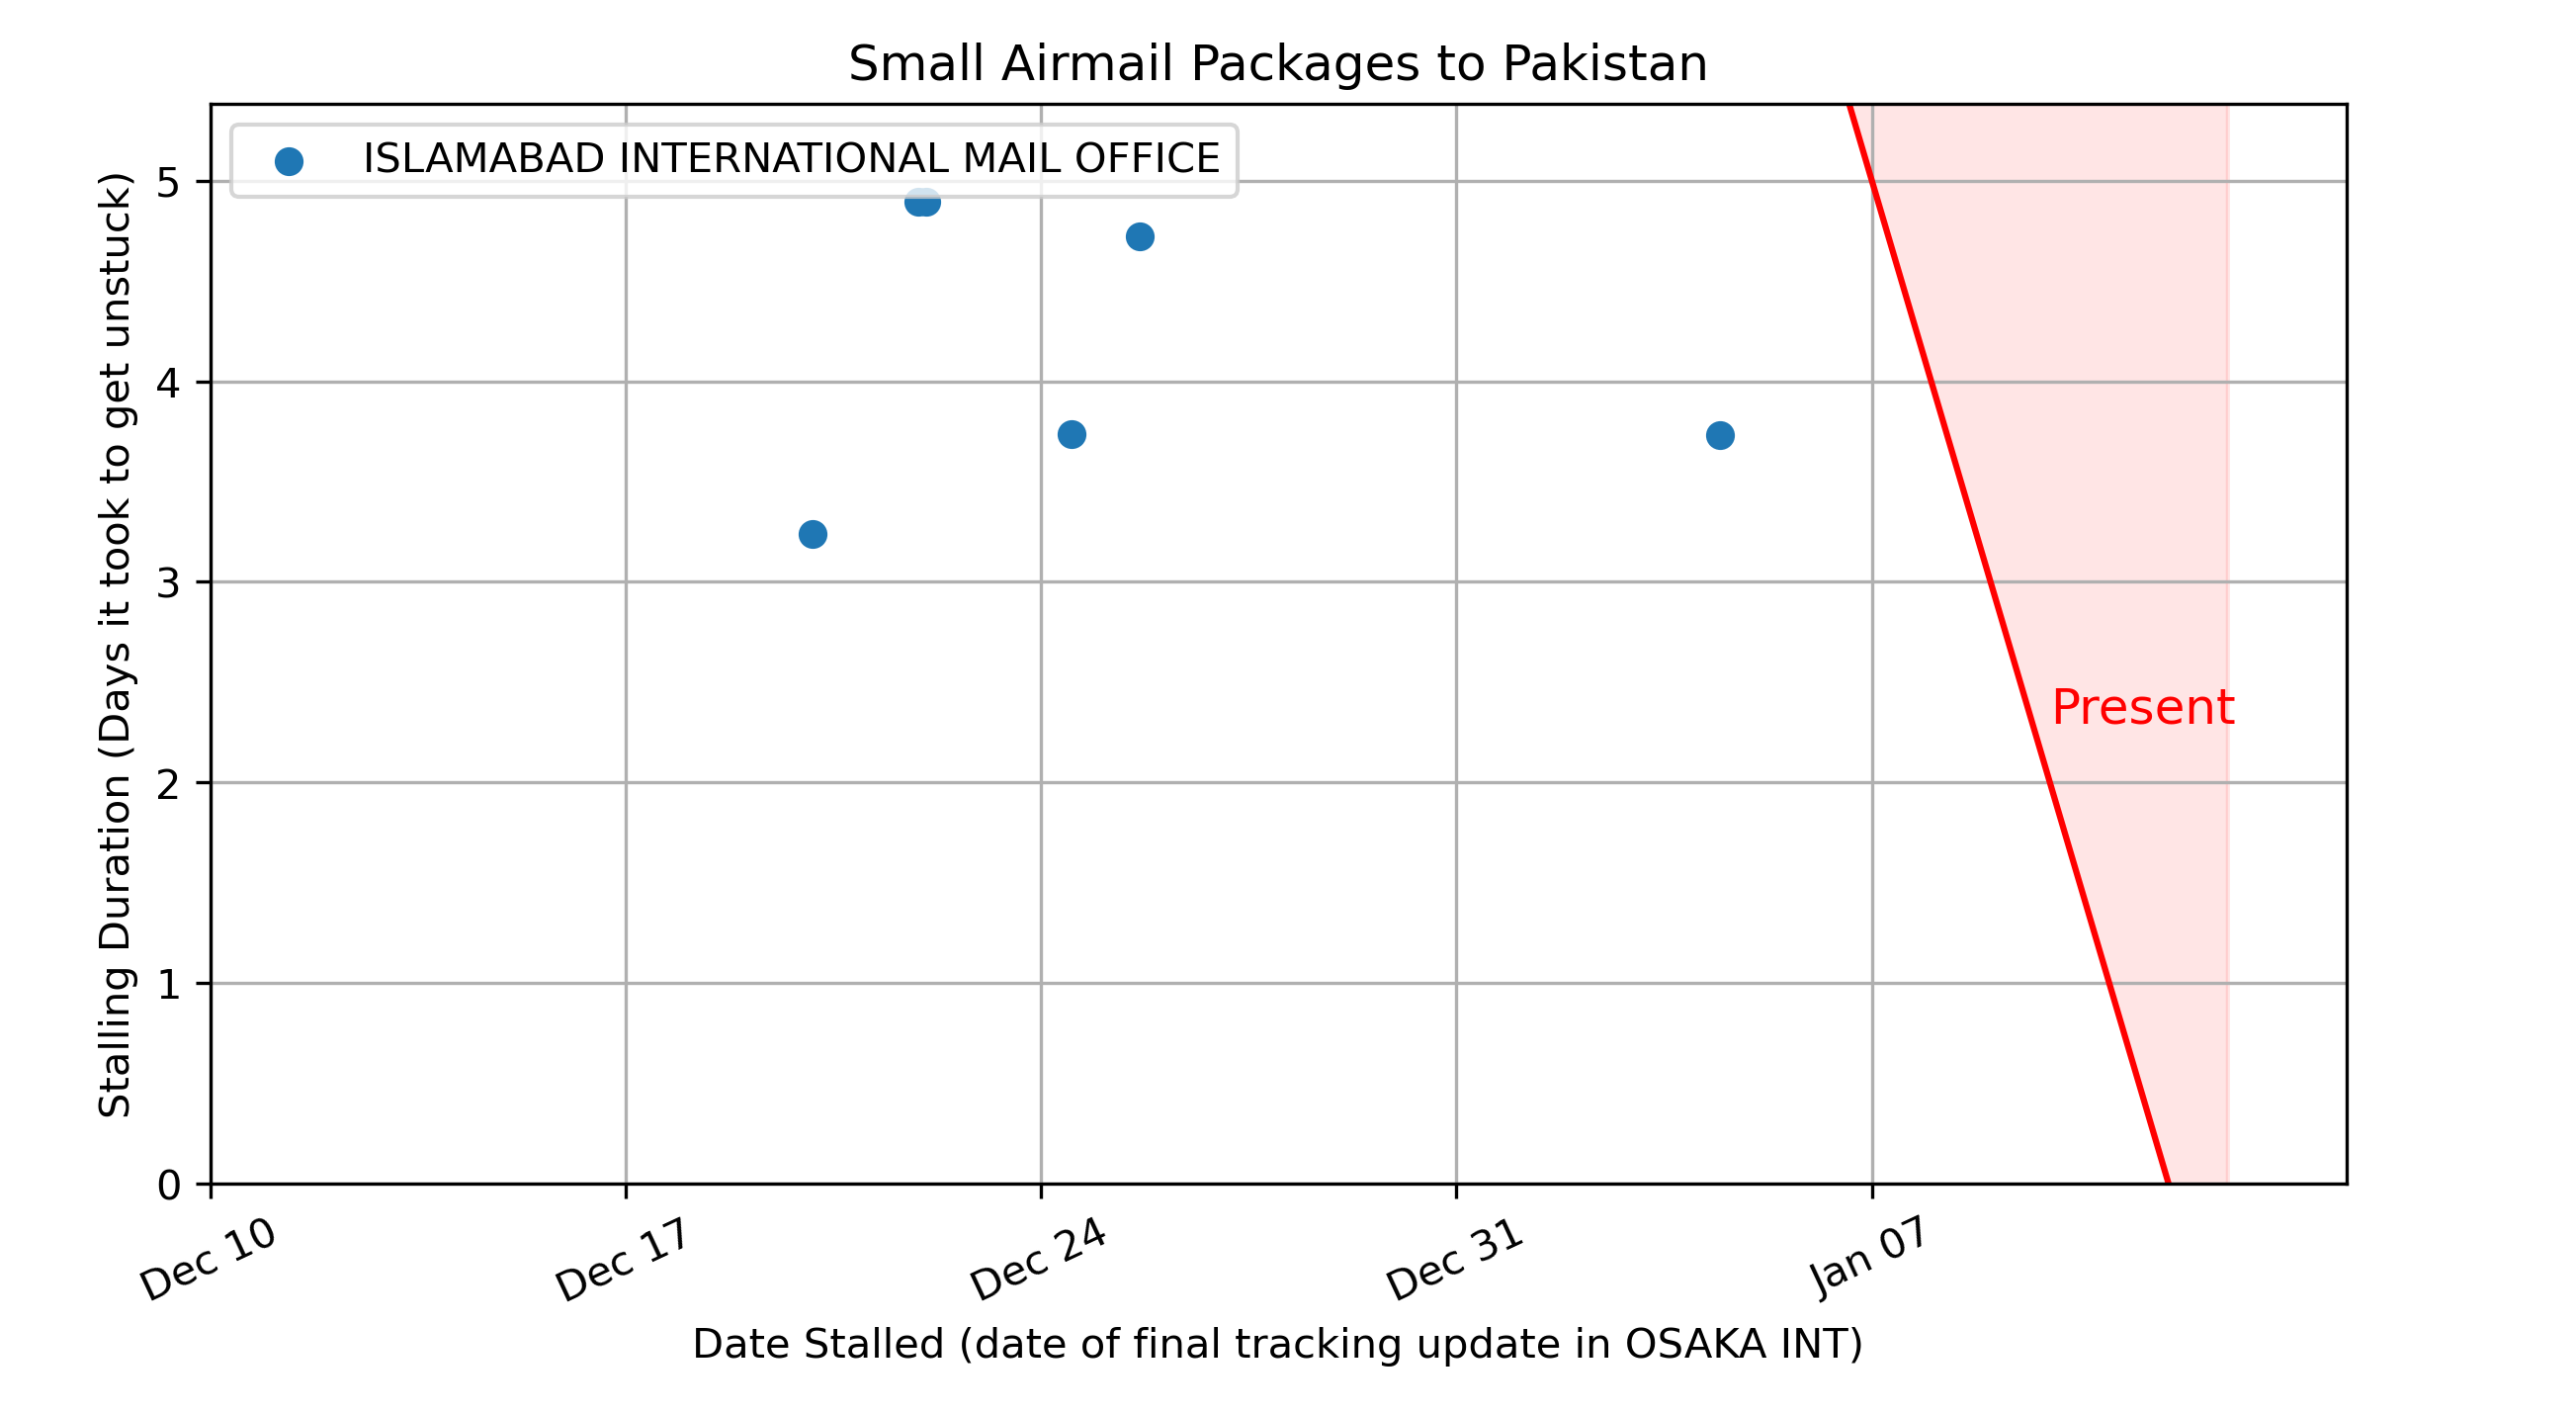 Small Airmail Packages to Pakistan
ISLAMABAD INTERNATIONAL MAIL OFFICE
Stalling Duration (Days it took to get unstuck)
5
4
3
2
1
0
Present
Dec 10
Dec 17
Dec 24
Dec 31
Jan 07
Date Stalled (date of final tracking update in OSAKA INT)